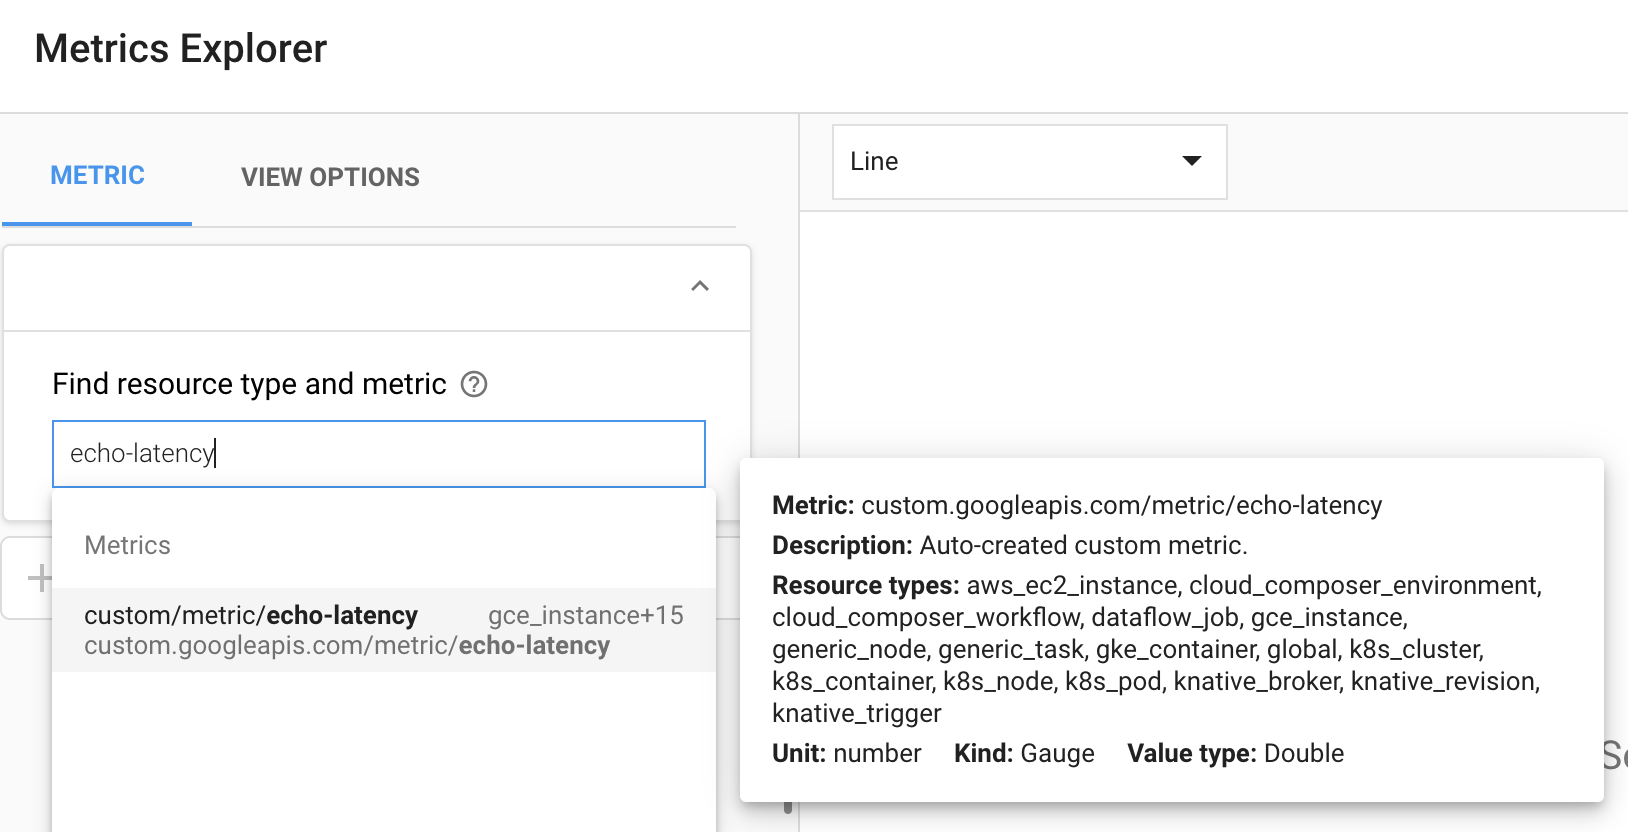 Metrics Explorer
METRIC
VIEW OPTIONS
Line
Find resource type and metric
echo-latency
Metrics
custom/metric/echo-latency gce_instance+15
custom.googleapis.com/metric/echo-latency
Metric: custom.googleapis.com/metric/echo-latency
Description: Auto-created custom metric.
Resource types: aws_ec2_instance, cloud_composer_environment,
cloud_composer_workflow, dataflow_job, gce_instance,
generic_node, generic_task, gke_container, global, k8s_cluster,
k8s_container, k8s_node, k8s_pod, knative_broker, knative_revision,
knative_trigger
Unit: number Kind: Gauge Value type: Double